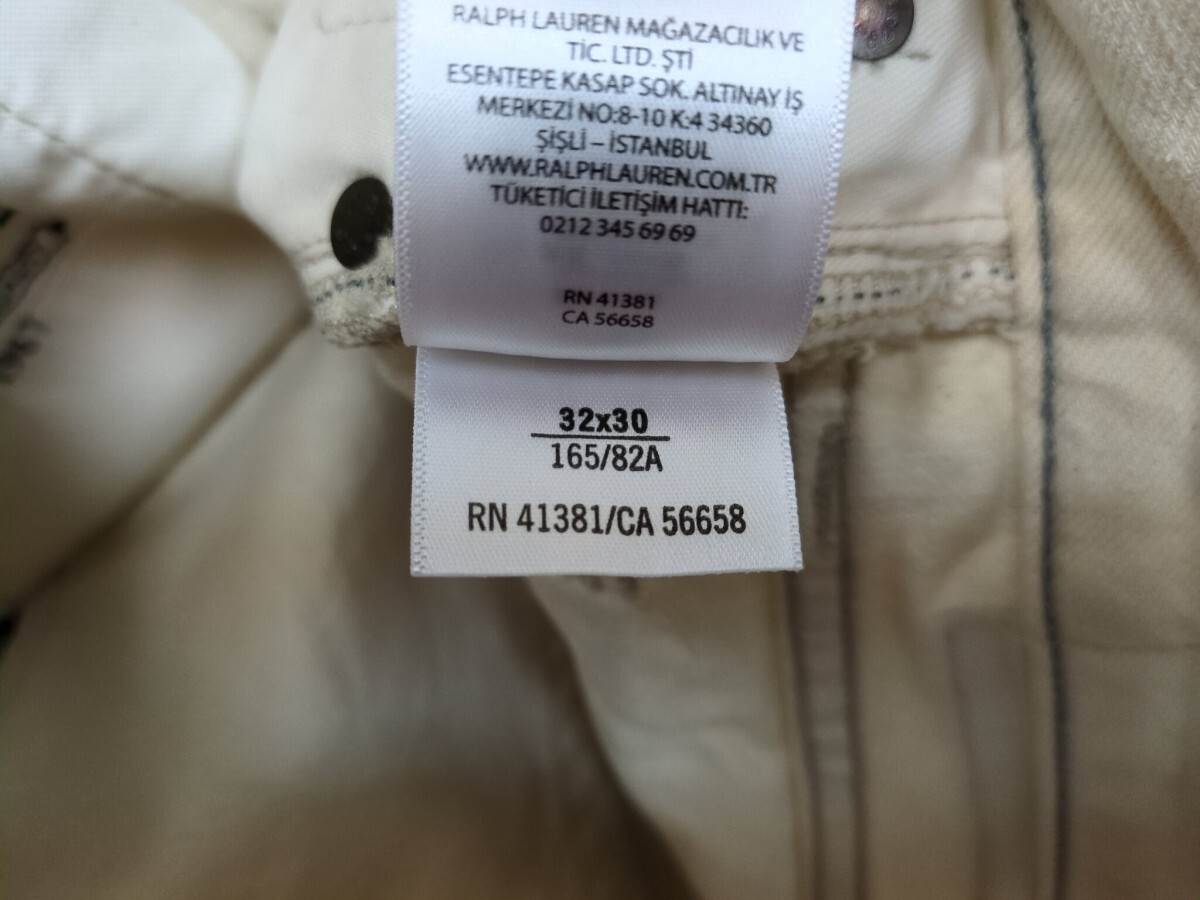 RALPH LAUREN MAĞAZACILIK VE
TİC. LTD. ŞTİ
ESENTEPE KASAP SOK. ALTINAY İŞ
MERKEZİ NO:8-10 K:4 34360
ŞİŞLİ – İSTANBUL
WWW.RALPHLAUREN.COM.TR
TÜKETİCİ İLETİŞİM HATTI:
0212 345 69 69
RN 41381
CA 56658
32x30
165/82A
RN 41381/CA 56658